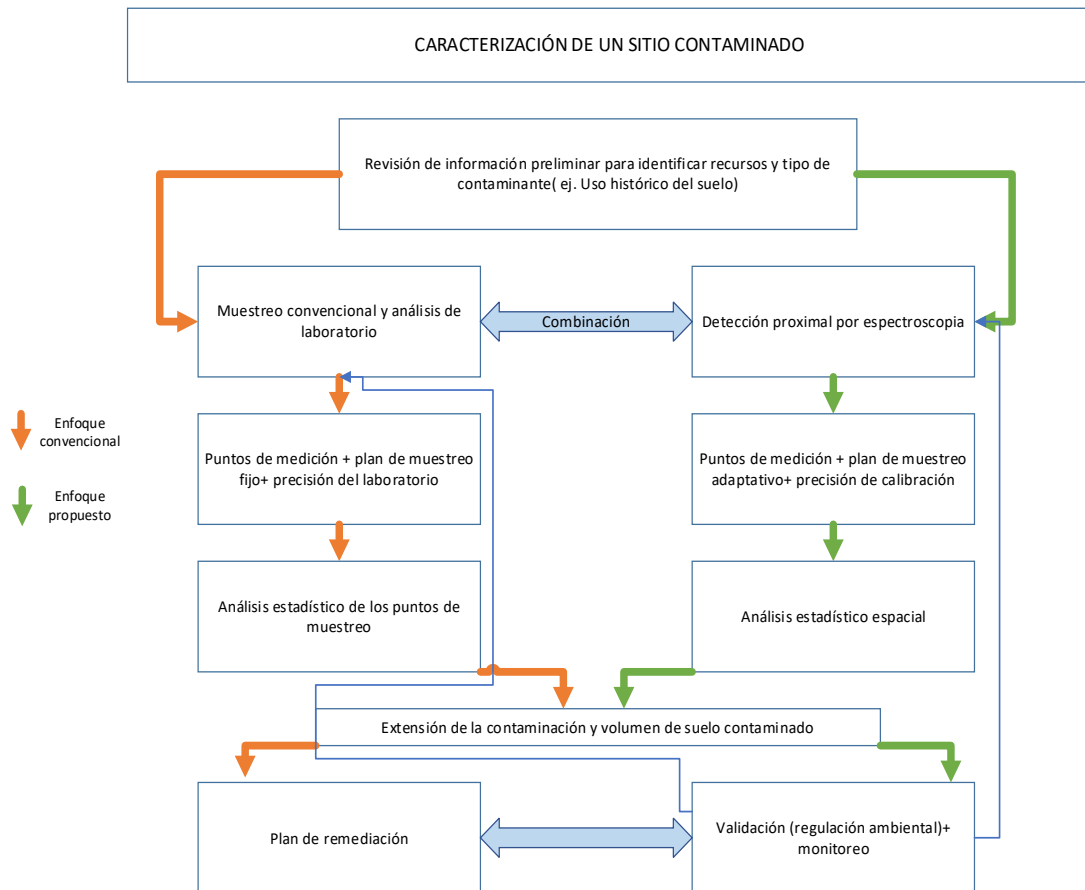 CARACTERIZACIÓN DE UN SITIO CONTAMINADO
Revisión de información preliminar para identificar recursos y tipo de
contaminante( ej. Uso histórico del suelo)
Muestreo convencional y análisis de
laboratorio
Combinación
Detección proximal por espectroscopia
Enfoque
convencional
Enfoque
propuesto
Puntos de medición + plan de muestreo
fijo+ precisión del laboratorio
Puntos de medición + plan de muestreo
adaptativo+ precisión de calibración
Análisis estadístico de los puntos de
muestreo
Análisis estadístico espacial
Extensión de la contaminación y volumen de suelo contaminado
Plan de remediación
Validación (regulación ambiental)+
monitoreo